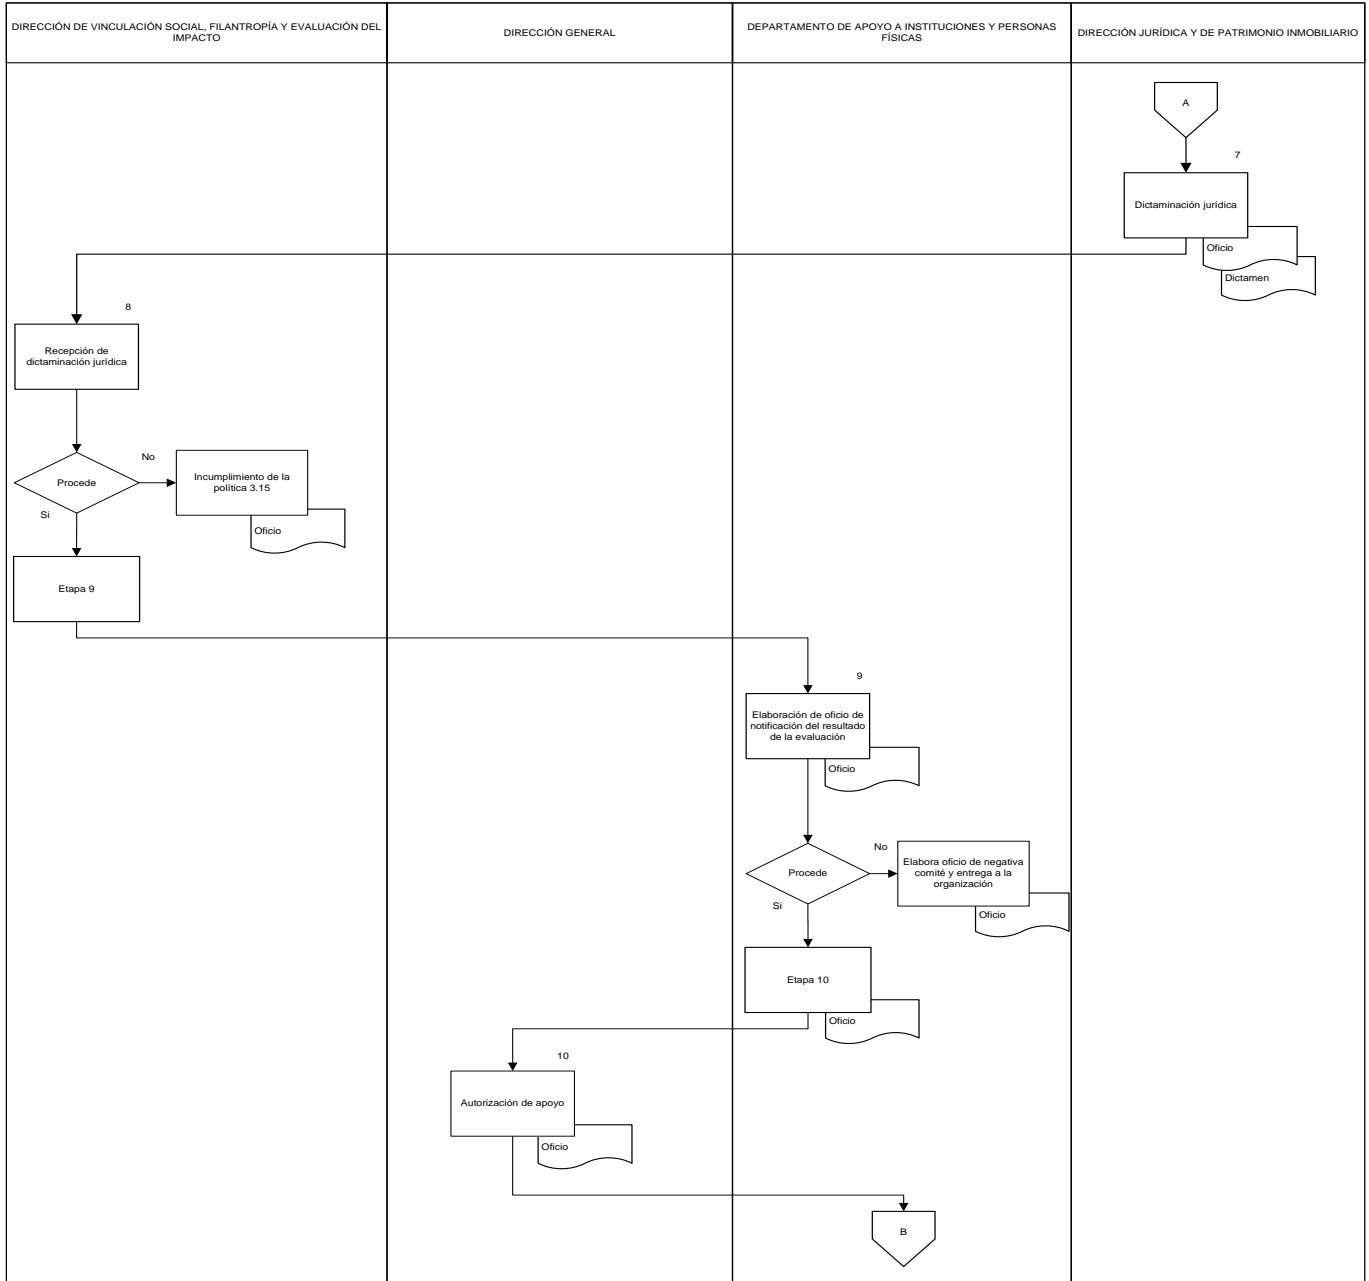 DIRECCIÓN DE VINCULACIÓN SOCIAL, FILANTROPÍA Y EVALUACIÓN DEL
IMPACTO
DIRECCIÓN GENERAL
DEPARTAMENTO DE APOYO A INSTITUCIONES Y PERSONAS
FÍSICAS
DIRECCIÓN JURÍDICA Y DE PATRIMONIO INMOBILIARIO
A
7
Dictaminación jurídica
Oficio
Dictamen
8
Recepción de
dictaminación jurídica
Procede
No
Incumplimiento de la
política 3.15
Oficio
Si
Etapa 9
9
Elaboración de oficio de
notificación del resultado
de la evaluación
Oficio
Procede
No
Elabora oficio de negativa
comité y entrega a la
organización
Oficio
Si
Etapa 10
Oficio
10
Autorización de apoyo
Oficio
B